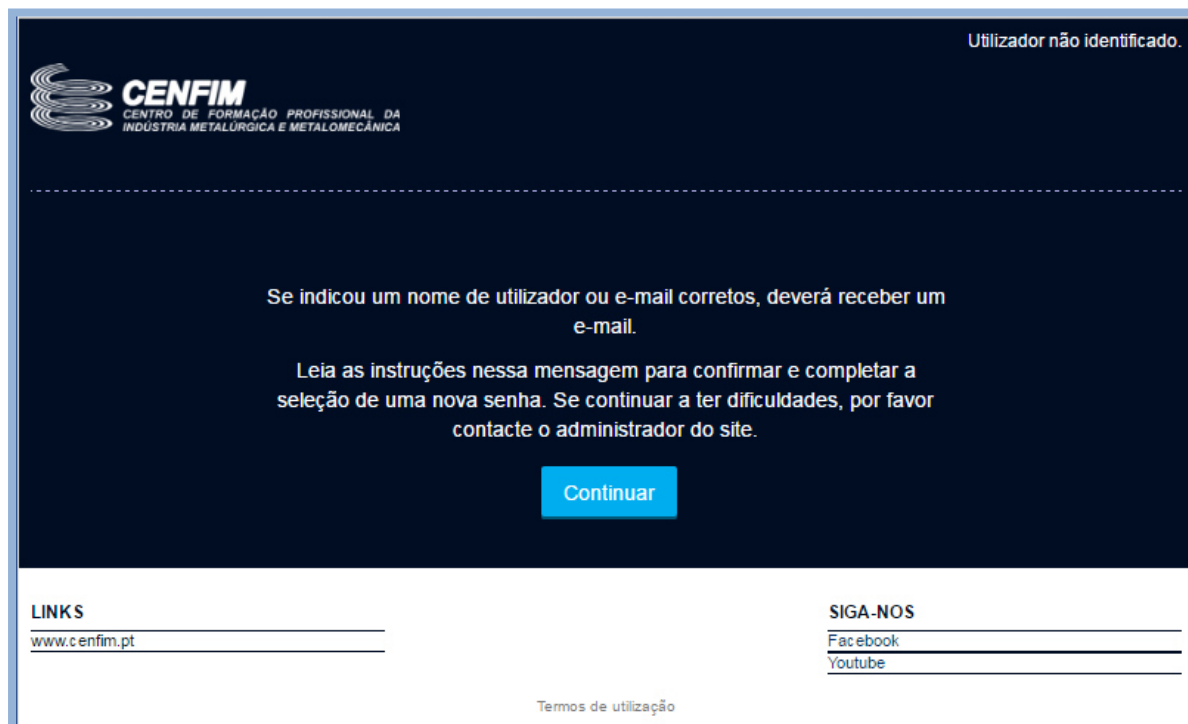 Utilizador não identificado.
CENFIM
CENTRO DE FORMAÇÃO PROFISSIONAL DA
INDÚSTRIA METALÚRGICA E METALOMECÂNICA
Se indicou um nome de utilizador ou e-mail corretos, deverá receber um
e-mail.
Leia as instruções nessa mensagem para confirmar e completar a
seleção de uma nova senha. Se continuar a ter dificuldades, por favor
contacte o administrador do site.
Continuar
LINKS
www.cenfim.pt
SIGA-NOS
Facebook
Youtube
Termos de utilização